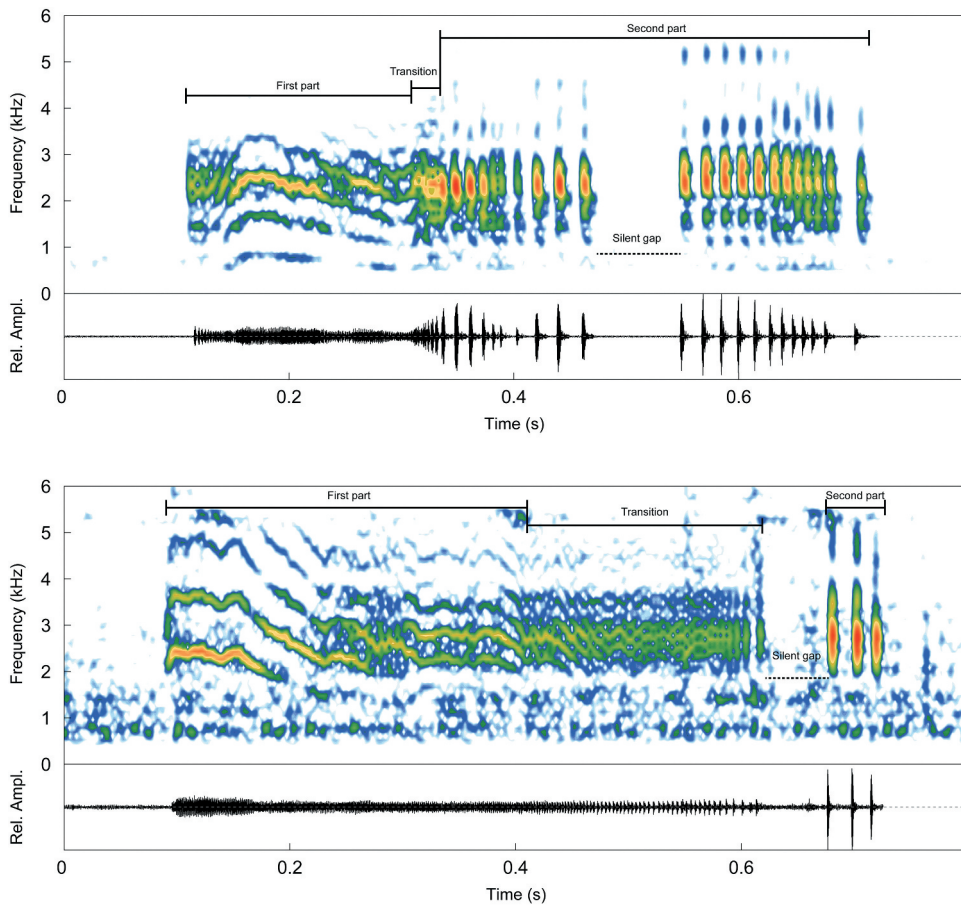 6
Second part
5
Transition
First part
4
Frequency (kHz)
3
2
1
Silent gap
0
Rel. Ampl.
0 0.2 0.4 0.6
Time (s)
6
First part Second part
Transition
5
4
Frequency (kHz)
3
Silent gap
2
1
0
Rel. Ampl.
0 0.2 0.4 0.6
Time (s)